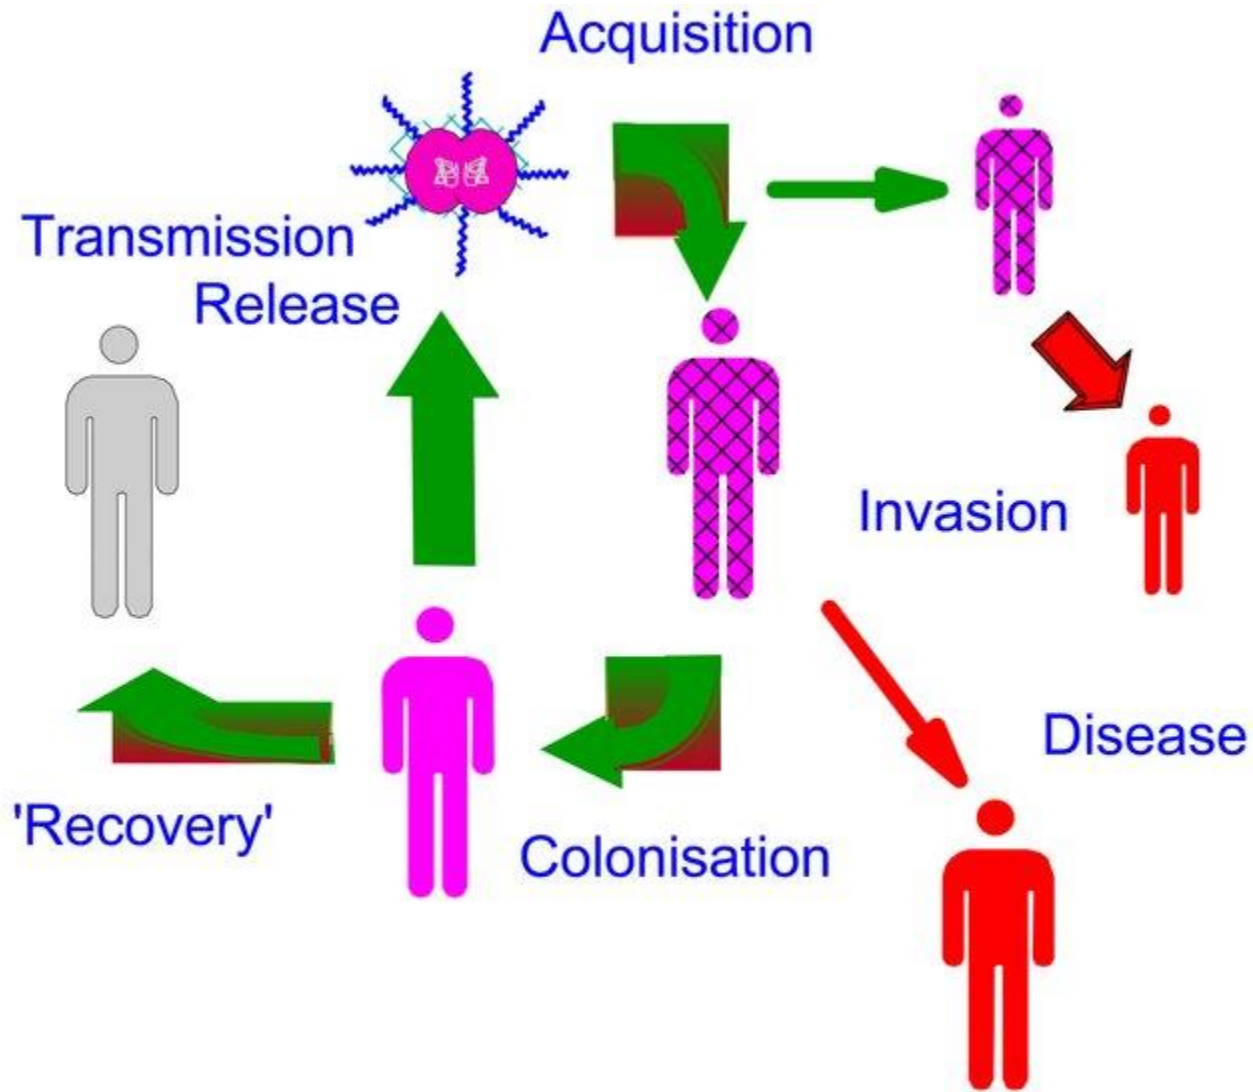 Acquisition
Transmission
Release
Invasion
Disease
'Recovery'
Colonisation